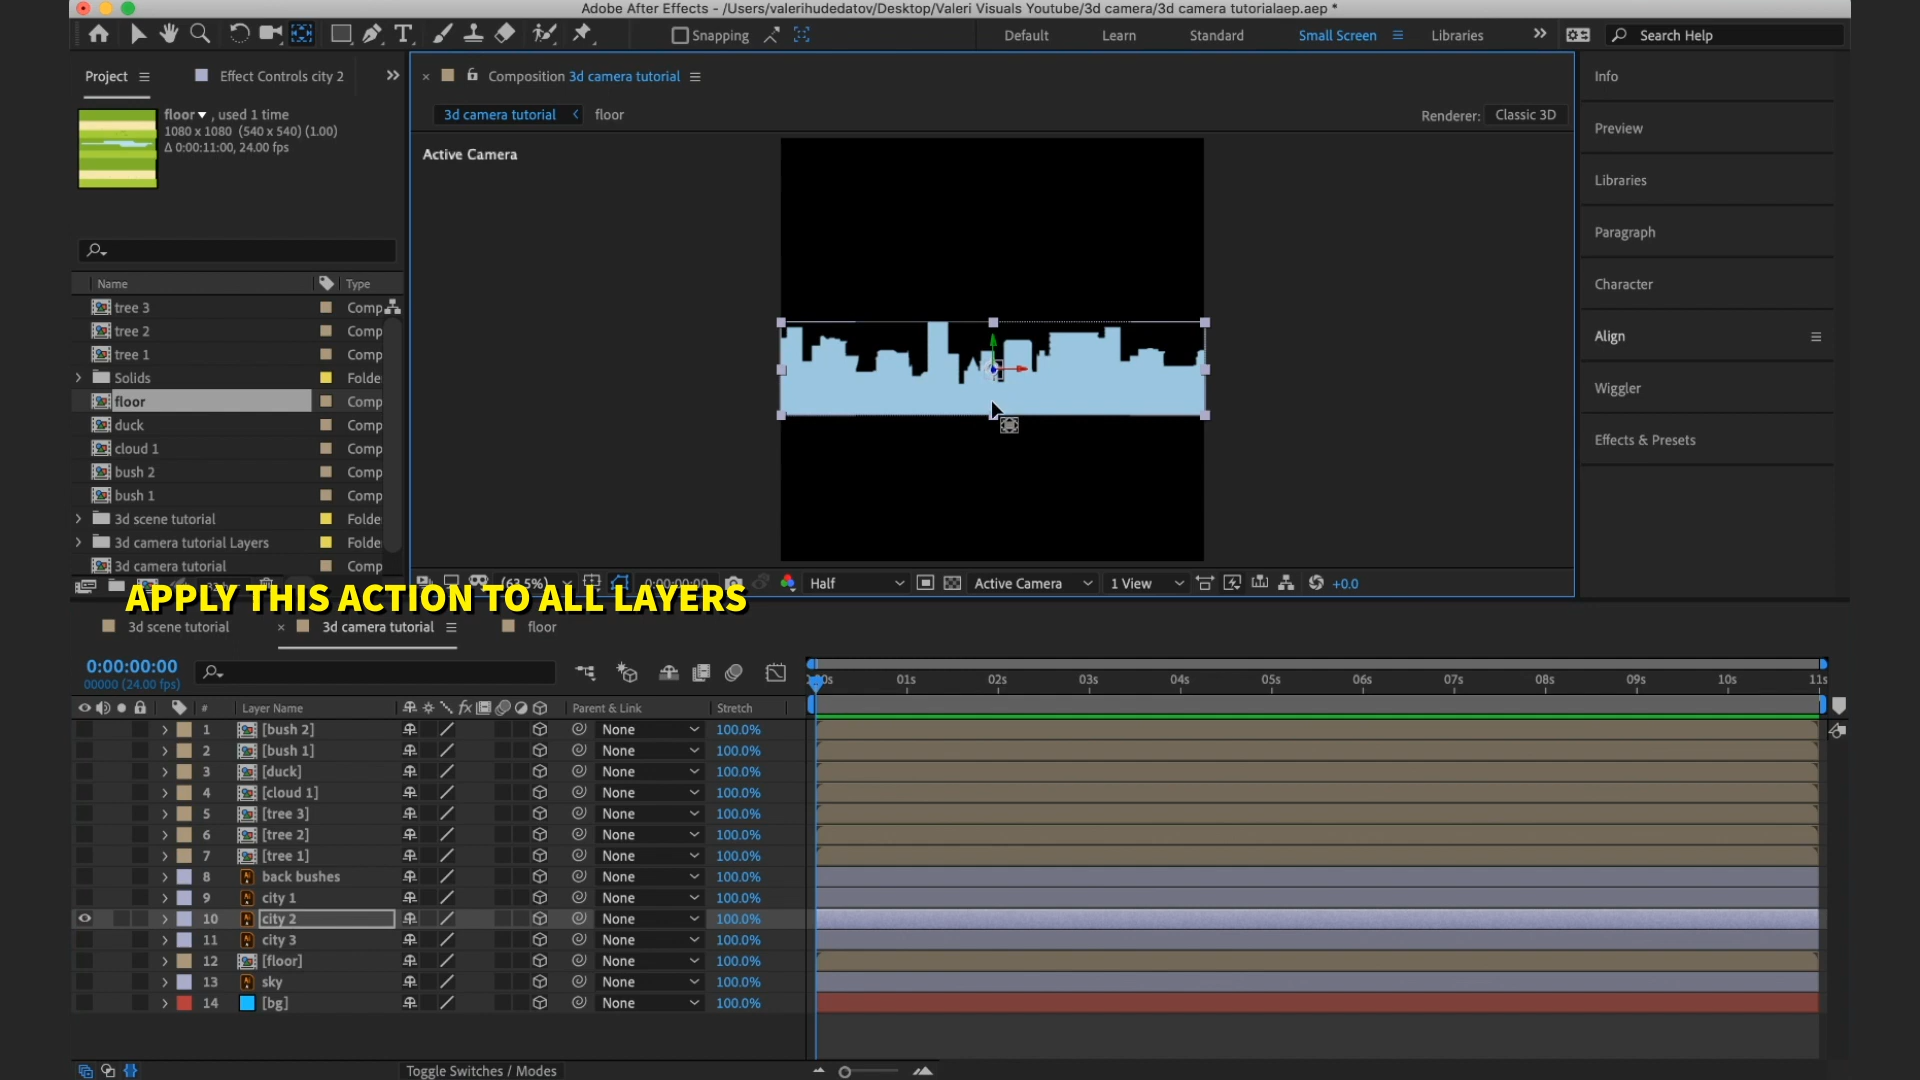 Adobe After Effects - /Users/valerihudedatov/Desktop/Valeri Visuals Youtube/3d camera/3d camera tutorialaep.aep *
Snapping
Default
Learn
Standard
Small Screen
Libraries
Search Help
Project
Effect Controls city 2
Composition 3d camera tutorial
Info
floor , used 1 time
1080 x 1080 (540 x 540) (1.00)
Δ 0:00:11:00, 24.00 fps
3d camera tutorial
floor
Renderer:
Classic 3D
Preview
Active Camera
Libraries
Paragraph
Character
Align
Whippler
Effects & Presets
Name
Type
tree 3
Comp
tree 2
Comp
tree 1
Comp
Solids
Folde
floor
Comp
duck
Comp
cloud 1
Comp
bush 2
Comp
bush 1
Comp
3d scene tutorial
Folde
3d camera tutorial Layers
Folde
3d camera tutorial
Comp
(63.5%)
0:00:00:00
Half
Active Camera
1 View
+0.0
APPLY THIS ACTION TO ALL LAYERS
3d scene tutorial
3d camera tutorial
floor
0:00:00:00
00000 (24.00 fps)
00s
01s
02s
03s
04s
05s
06s
07s
08s
09s
10s
11s
# Layer Name
Parent & Link
Stretch
1 [bush 2] None 100.0%
2 [bush 1] None 100.0%
3 [duck] None 100.0%
4 [cloud 1] None 100.0%
5 [tree 3] None 100.0%
6 [tree 2] None 100.0%
7 [tree 1] None 100.0%
8 back bushes None 100.0%
9 city 1 None 100.0%
10 city 2 None 100.0%
11 city 3 None 100.0%
12 [floor] None 100.0%
13 sky None 100.0%
14 [bg] None 100.0%
Toggle Switches / Modes